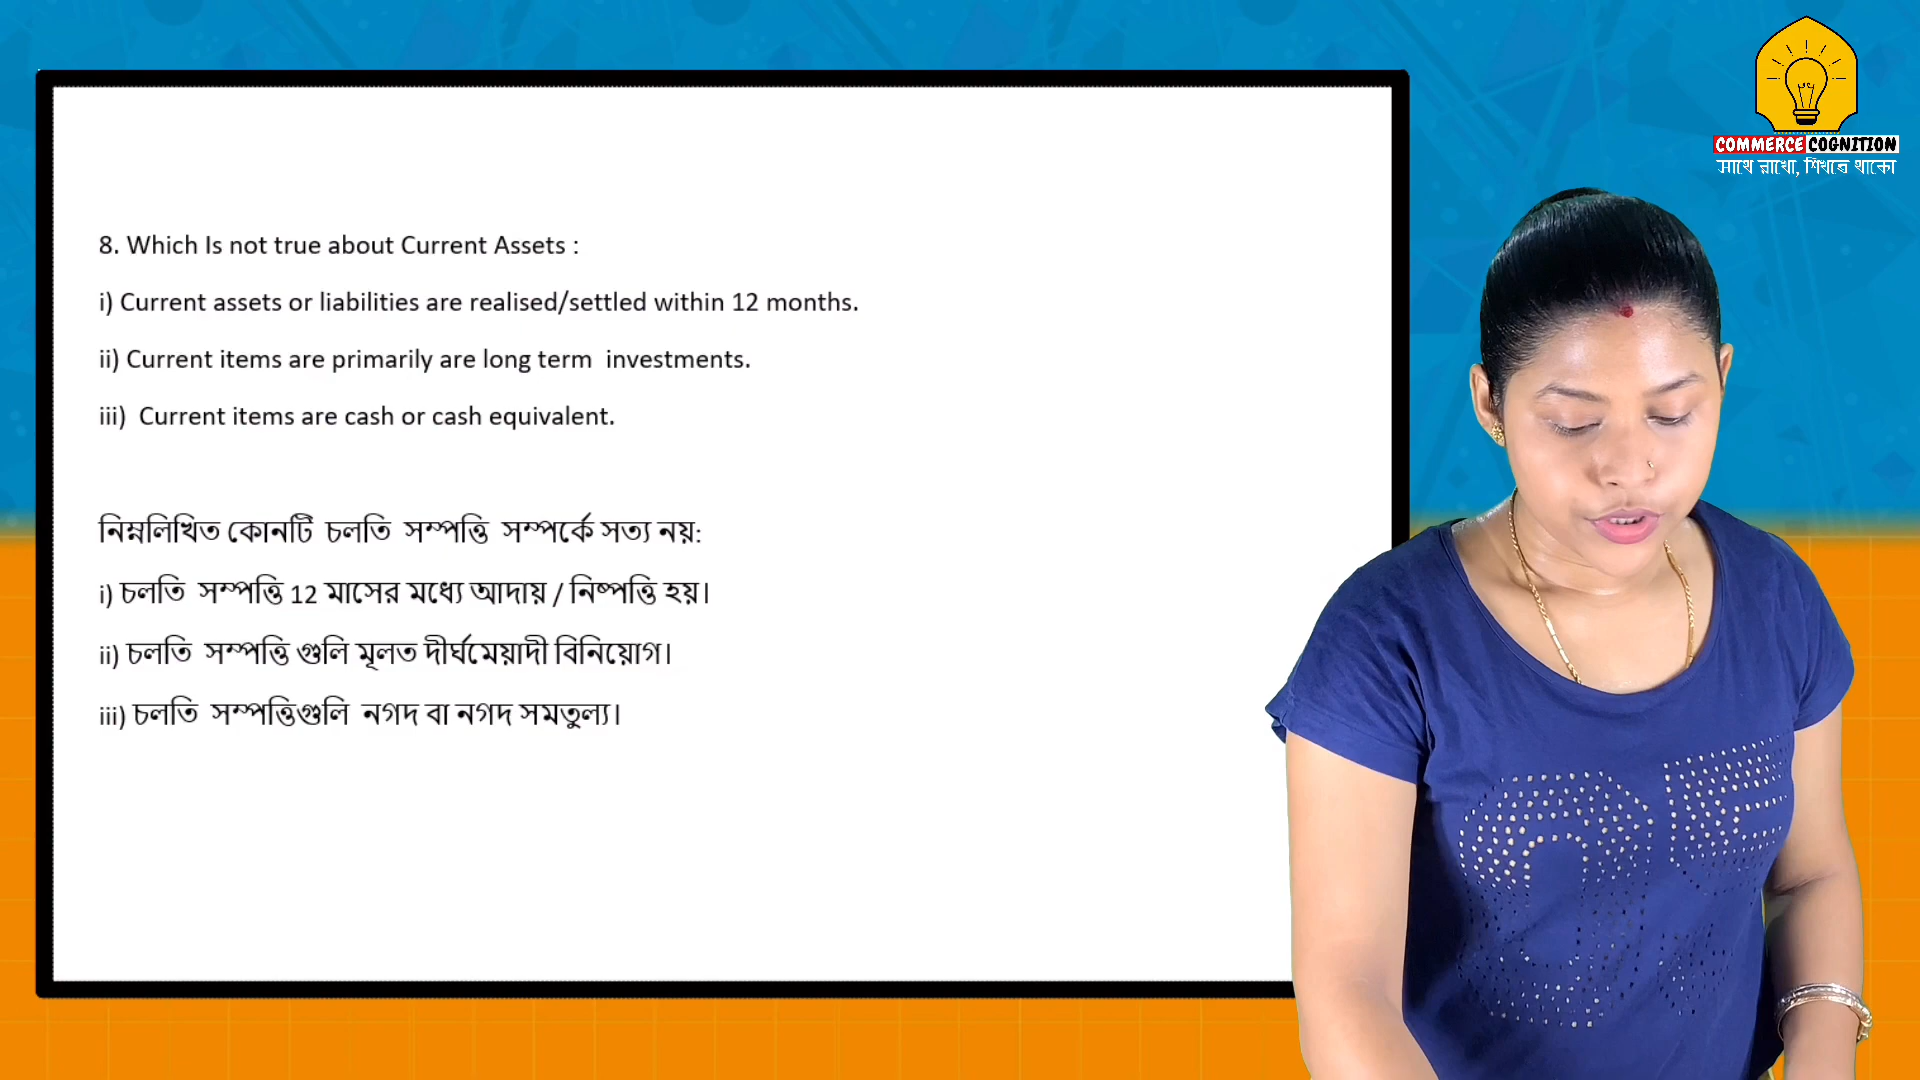 COMMERCE COGNITION
সাথে রাখো, শিখতে থাকো
8. Which Is not true about Current Assets :
i) Current assets or liabilities are realised/settled within 12 months.
ii) Current items are primarily are long term  investments.
iii)  Current items are cash or cash equivalent.
নিম্নলিখিত কোনটি চলতি সম্পত্তি সম্পর্কে সত্য নয়:
i) চলতি সম্পত্তি 12 মাসের মধ্যে আদায় / নিষ্পত্তি হয়।
ii) চলতি সম্পত্তি গুলি মূলত দীর্ঘমেয়াদী বিনিয়োগ।
iii) চলতি সম্পত্তিগুলি নগদ বা নগদ সমতুল্য।